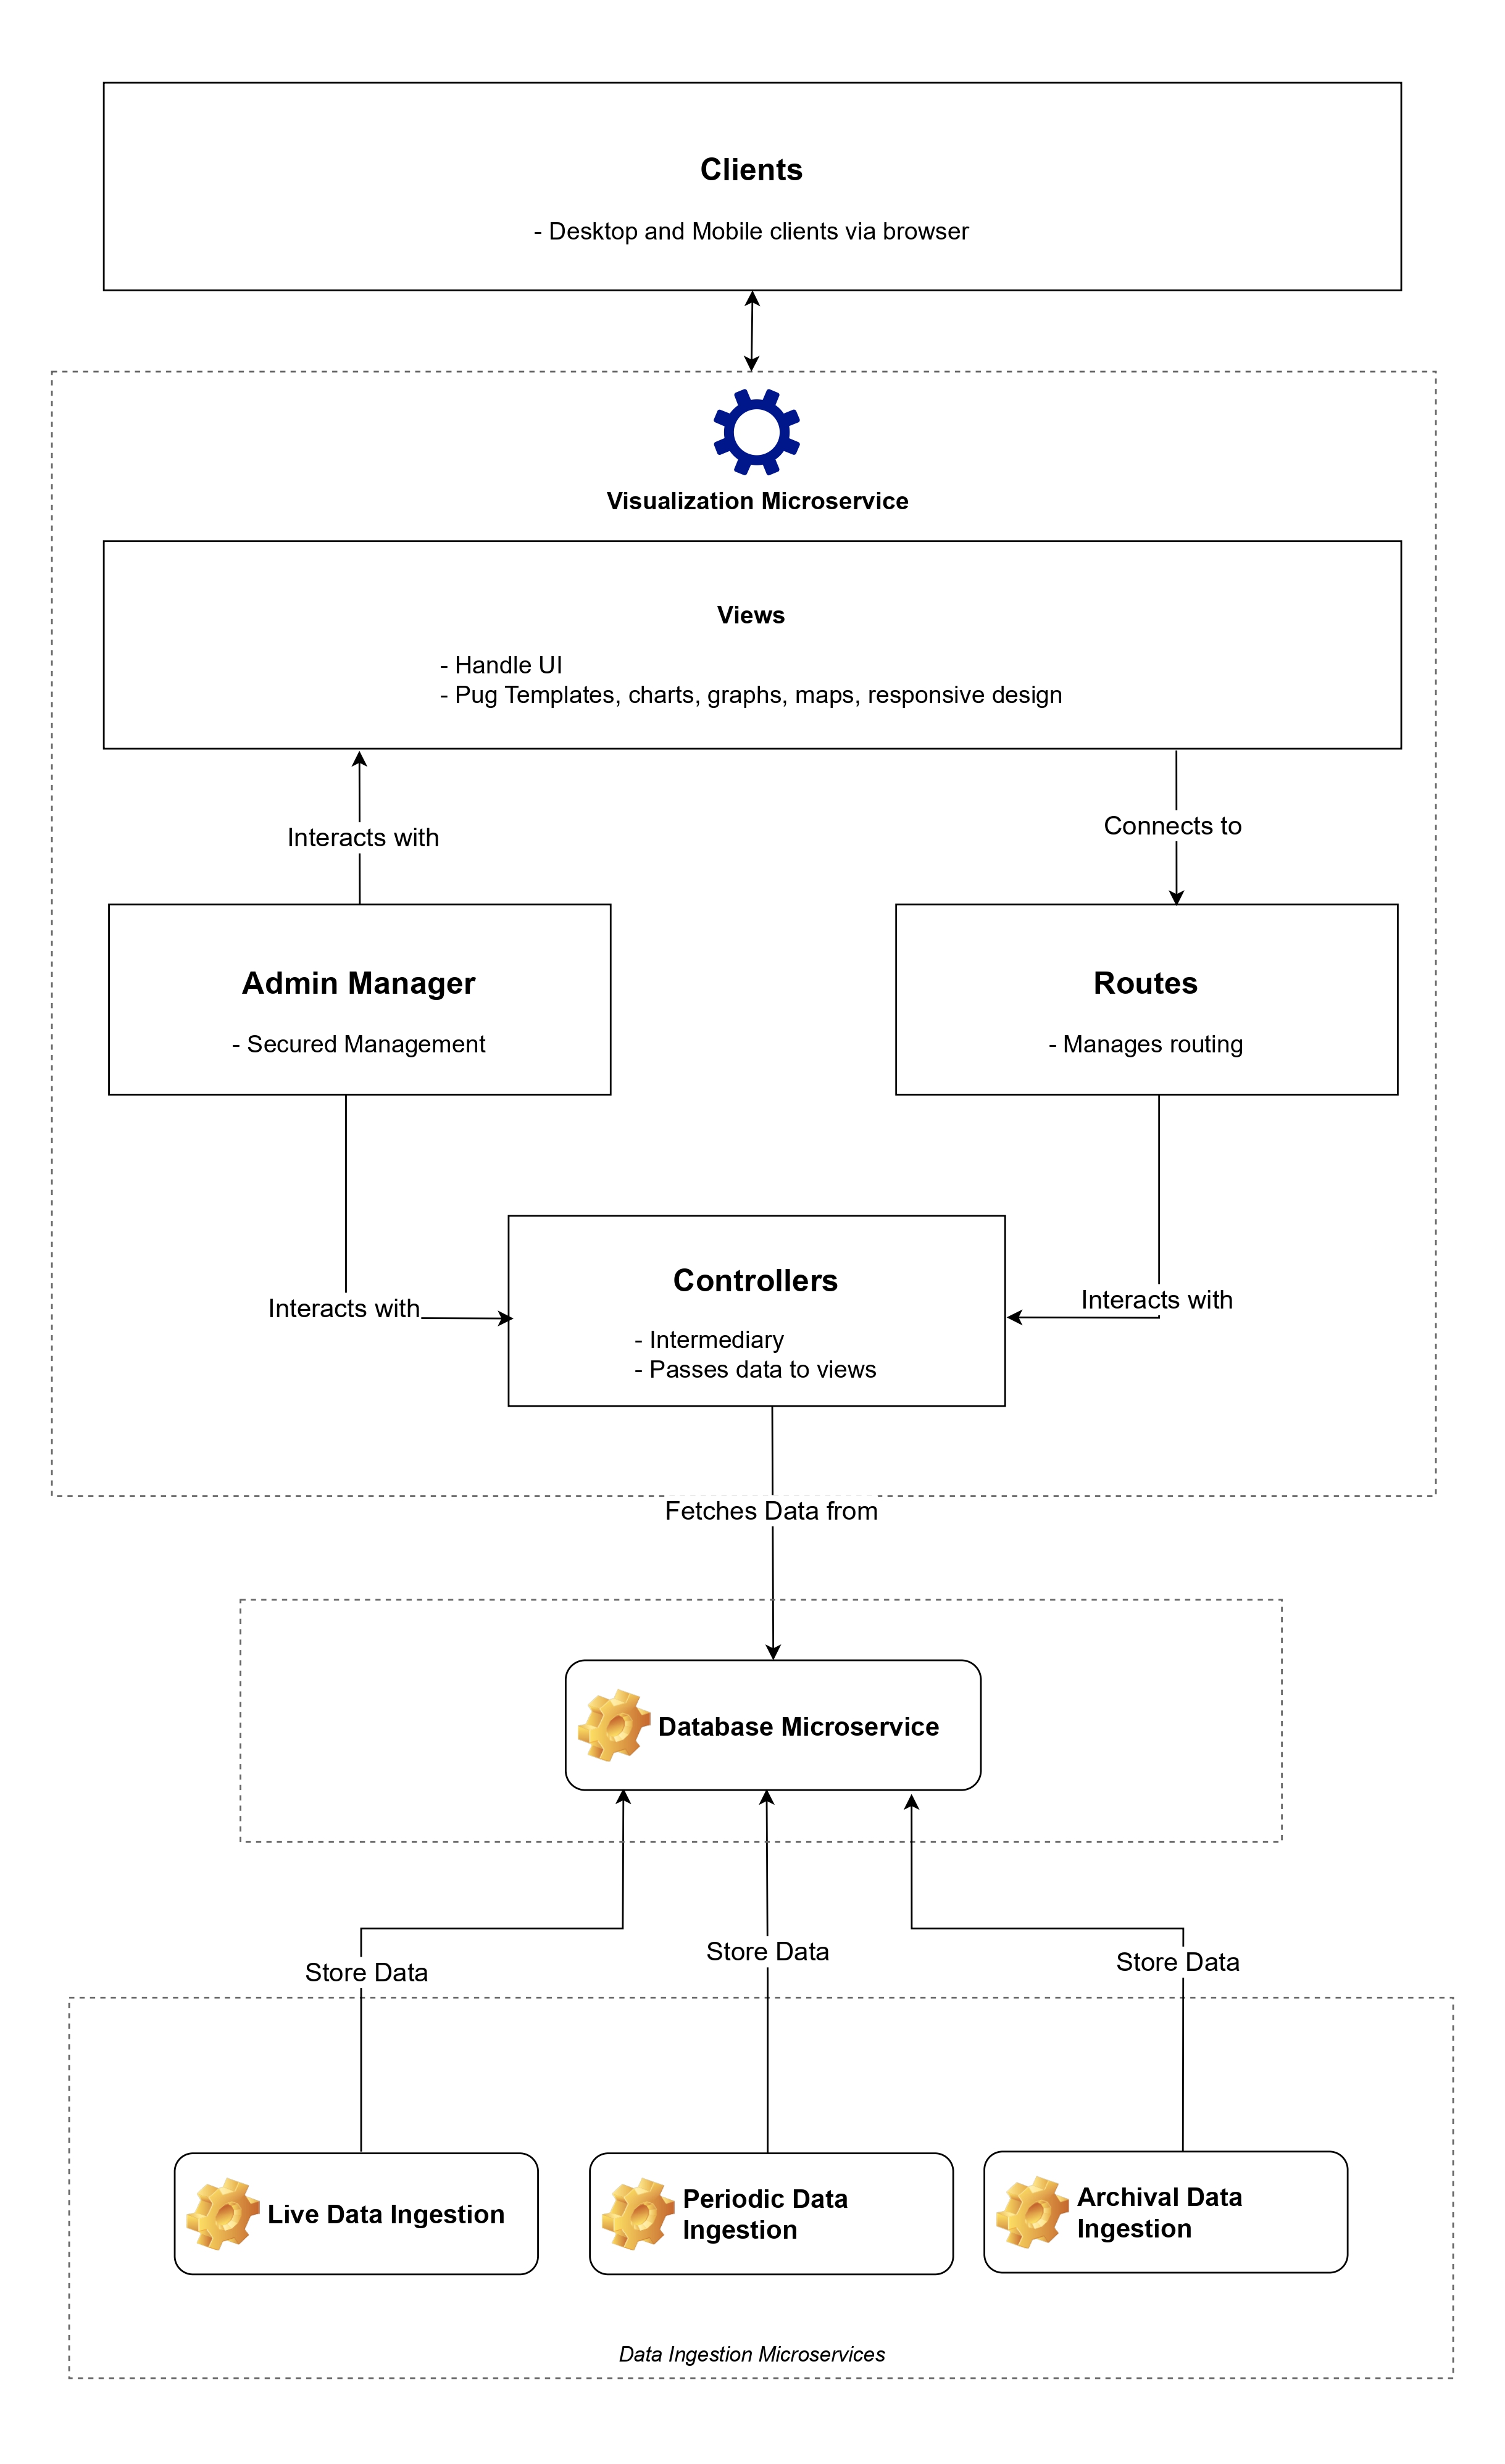 Clients
- Desktop and Mobile clients via browser
Visualization Microservice
Views
- Handle UI
- Pug Templates, charts, graphs, maps, responsive design
Interacts with
Connects to
Admin Manager
- Secured Management
Routes
- Manages routing
Interacts with
Interacts with
Controllers
- Intermediary
- Passes data to views
Fetches Data from
Database Microservice
Store Data
Store Data
Store Data
Live Data Ingestion
Periodic Data
Ingestion
Archival Data
Ingestion
Data Ingestion Microservices